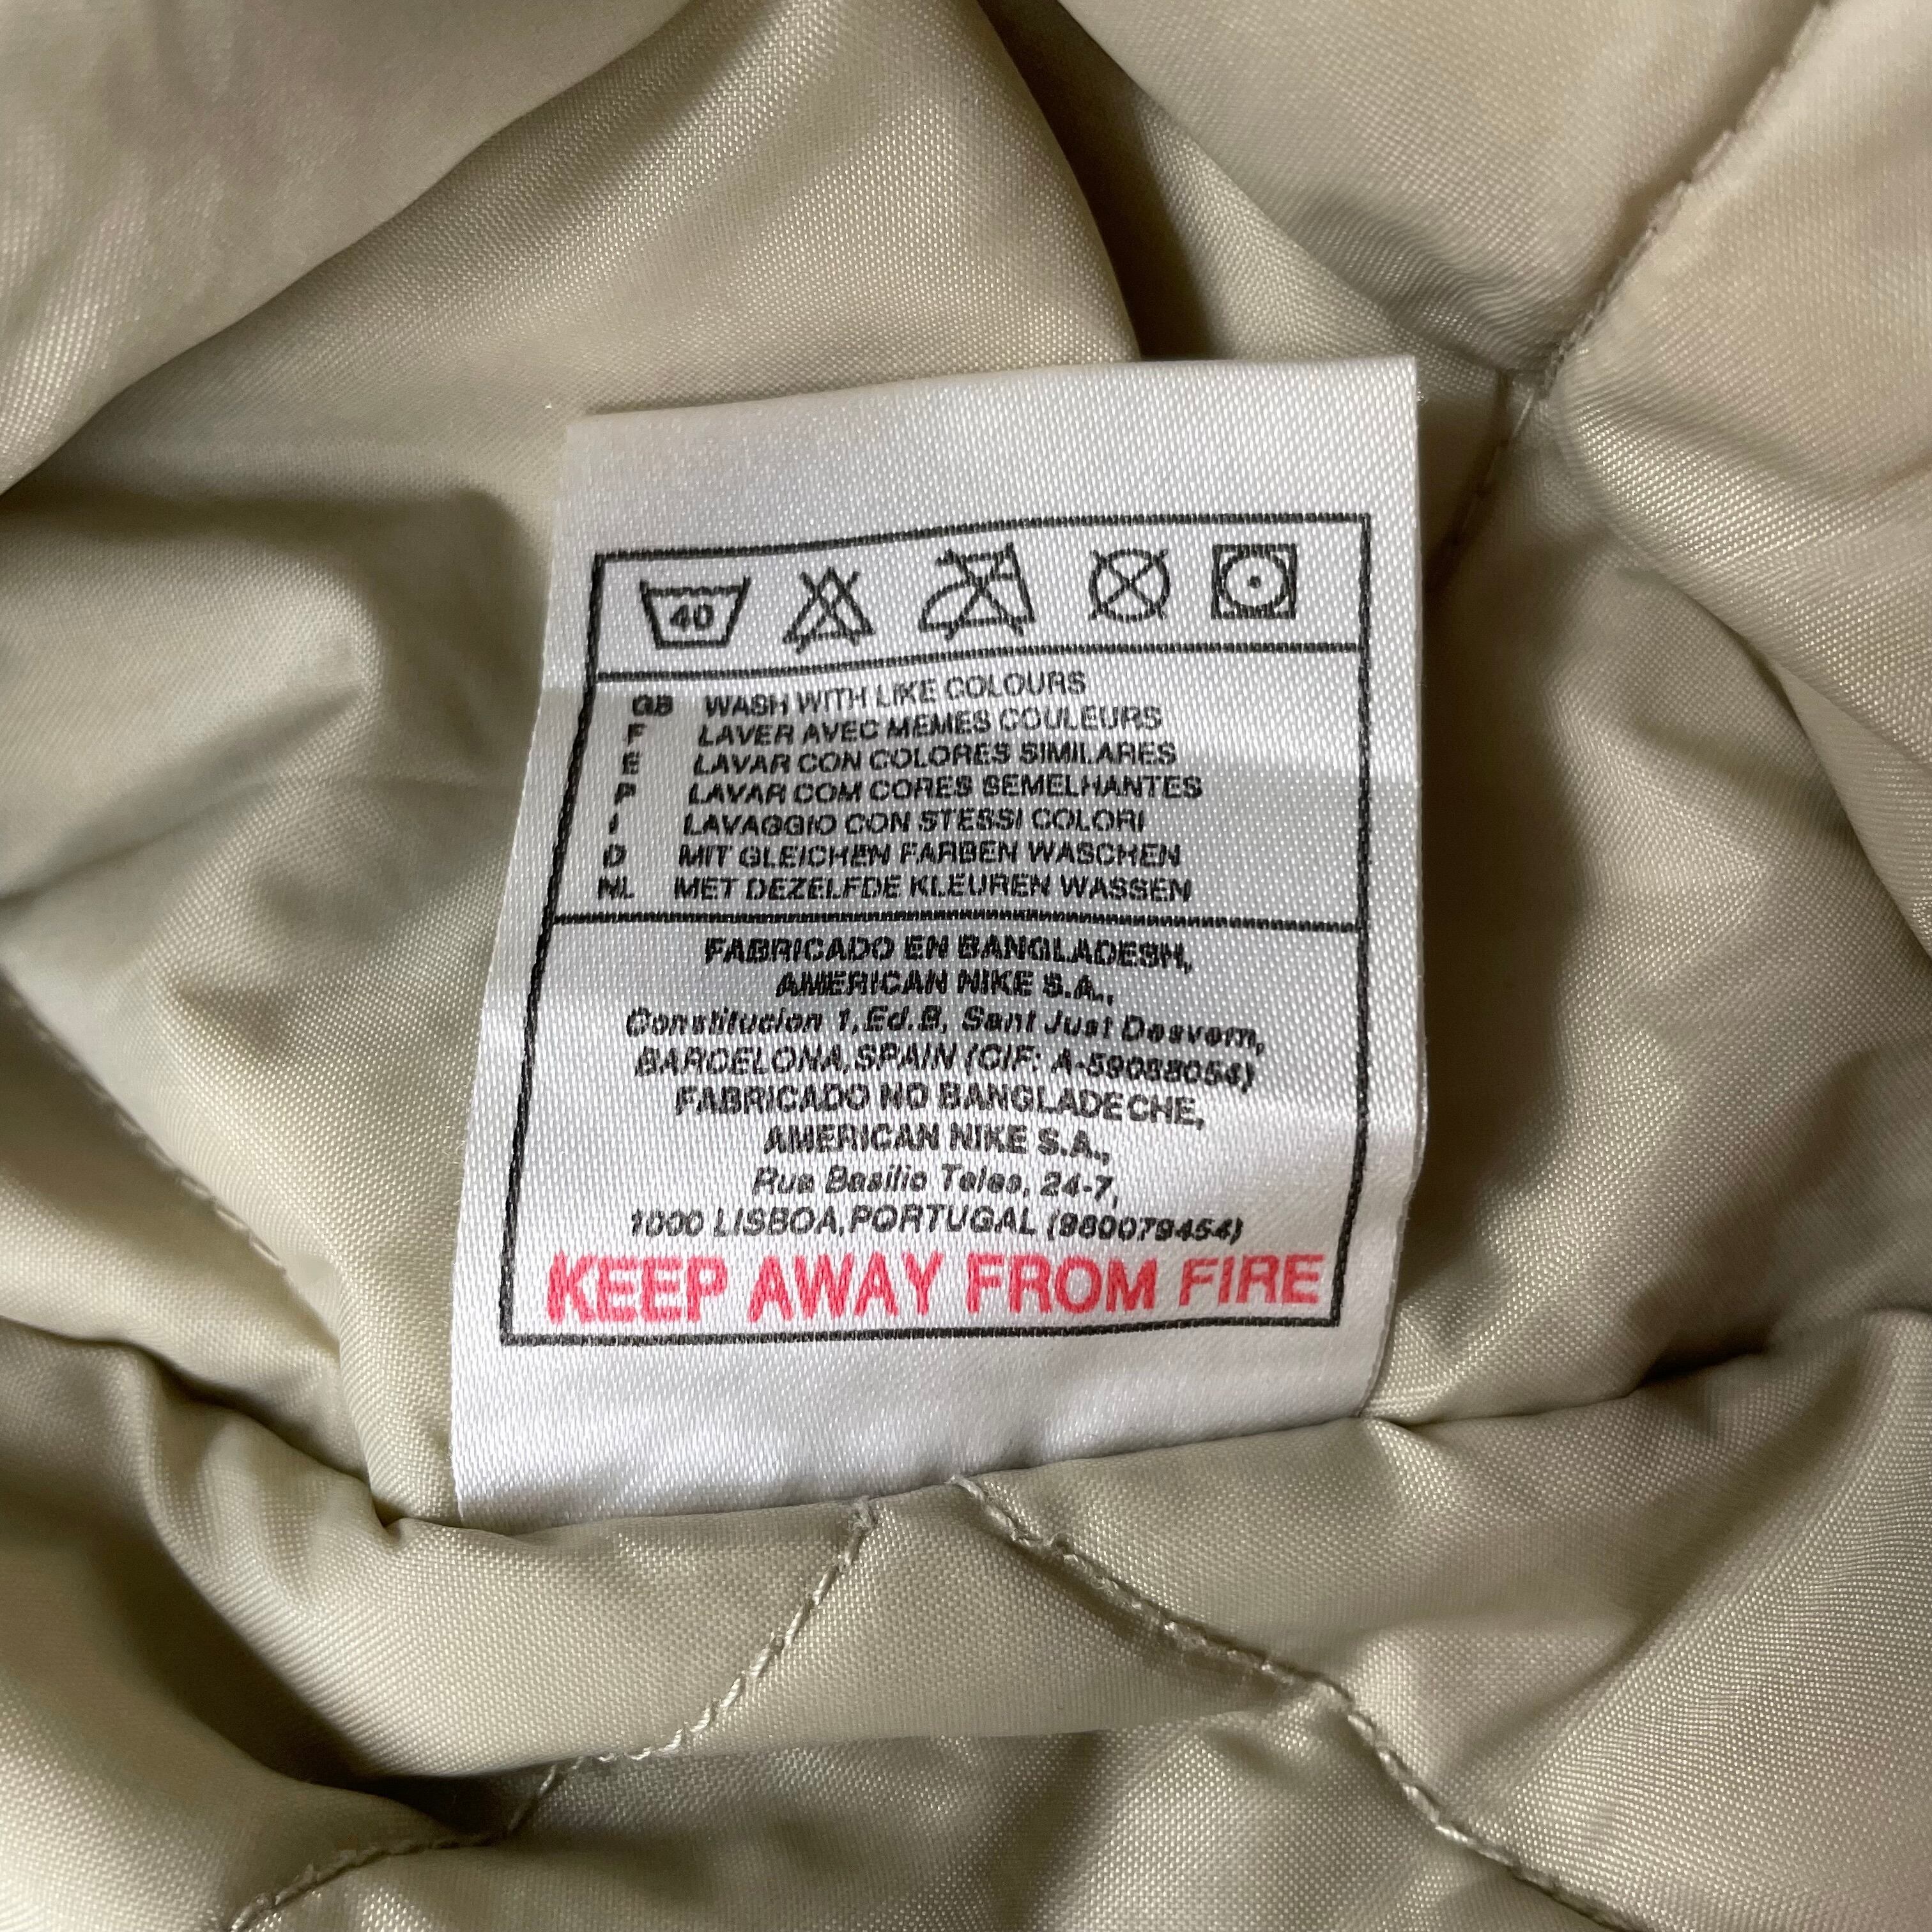 40
GB WASH WITH LIKE COLOURS
F LAVER AVEC MEMES COULEURS
E LAVAR CON COLORES SIMILARES
P LAVAR COM CORES SEMELHANTES
I LAVAGGIO CON STESSI COLORI
D MIT GLEICHEN FARBEN WASCHEN
NL MET DEZELFDE KLEUREN WASSEN
FABRICADO EN BANGLADESH,
AMERICAN NIKE S.A.,
Constitucion 1, Ed.B, Sant Just Desvern,
BARCELONA, SPAIN (CIF: A-59088054)
FABRICADO NO BANGLADECHE,
AMERICAN NIKE S.A.,
Rua Basilio Teles, 24-7,
1000 LISBOA, PORTUGAL (980079454)
KEEP AWAY FROM FIRE